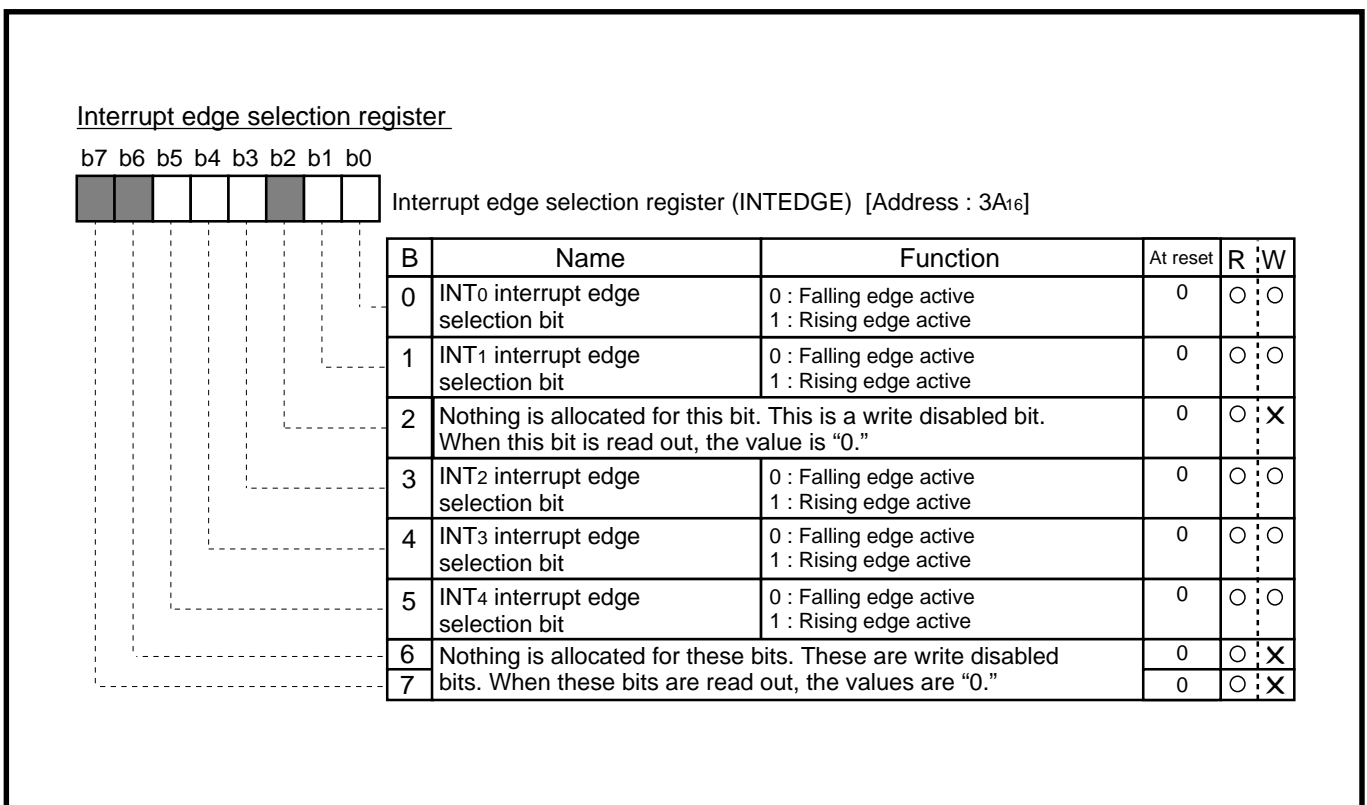 Interrupt edge selection register
b7 b6 b5 b4 b3 b2 b1 b0
Interrupt edge selection register (INTEDGE) [Address : 3A16]
B Name Function At reset R W
0 INT0 interrupt edge 0 : Falling edge active 0 ○ ○
selection bit 1 : Rising edge active
1 INT1 interrupt edge 0 : Falling edge active 0 ○ ○
selection bit 1 : Rising edge active
2 Nothing is allocated for this bit. This is a write disabled bit. 0 ○ ✕
When this bit is read out, the value is “0.”
3 INT2 interrupt edge 0 : Falling edge active 0 ○ ○
selection bit 1 : Rising edge active
4 INT3 interrupt edge 0 : Falling edge active 0 ○ ○
selection bit 1 : Rising edge active
5 INT4 interrupt edge 0 : Falling edge active 0 ○ ○
selection bit 1 : Rising edge active
6 Nothing is allocated for these bits. These are write disabled 0 ○ ✕
7 bits. When these bits are read out, the values are “0.” 0 ○ ✕